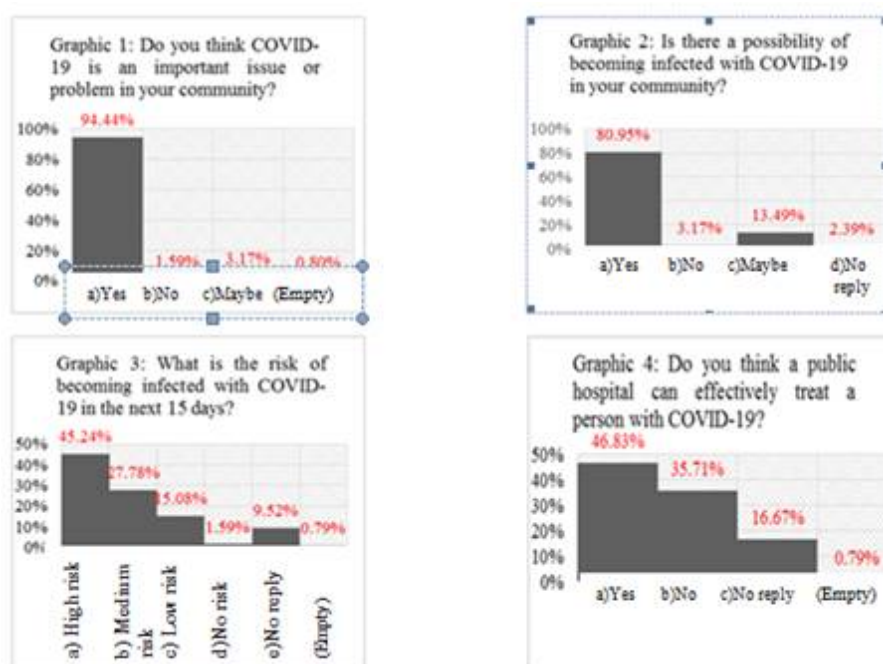 Graphic 1: Do you think COVID-
19 is an important issue or
problem in your community?
94.44%
100%
80%
60%
40%
20%
0%
1.59%
3.17%
0.80%
a)Yes b)No c)Maybe (Empty)
Graphic 2: Is there a possibility of
becoming infected with COVID-19
in your community?
100%
80%
60%
40%
20%
0%
80.95%
3.17%
13.49%
2.39%
a)Yes b)No c)Maybe d)No
reply
Graphic 3: What is the risk of
becoming infected with COVID-
19 in the next 15 days?
45.24%
50%
40%
30%
20%
10%
0%
27.78%
15.08%
1.59%
9.52%
0.79%
a) High risk
b) Medium
risk
c) Low risk
d)No risk
e)No reply
(Empty)
Graphic 4: Do you think a public
hospital can effectively treat a
person with COVID-19?
46.83%
50%
40%
30%
20%
10%
0%
35.71%
16.67%
0.79%
a)Yes b)No c)No reply (Empty)